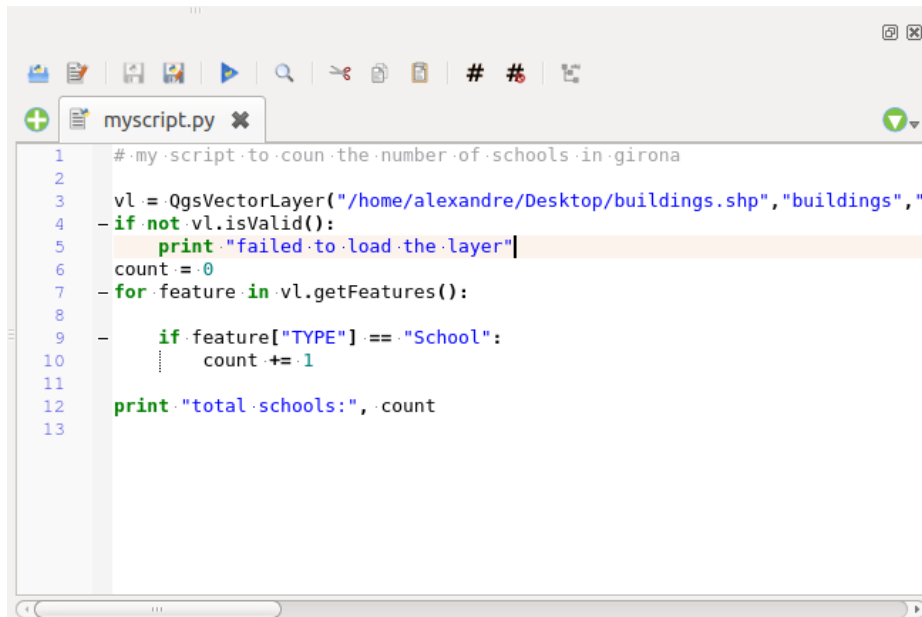 myscript.py
1 # my script to coun the number of schools in girona
2
3 vl = QgsVectorLayer("/home/alexandre/Desktop/buildings.shp","buildings","
4 if not vl.isValid():
5     print "failed to load the layer"
6 count = 0
7 for feature in vl.getFeatures():
8
9     if feature["TYPE"] == "School":
10         count += 1
11
12 print "total schools:", count
13